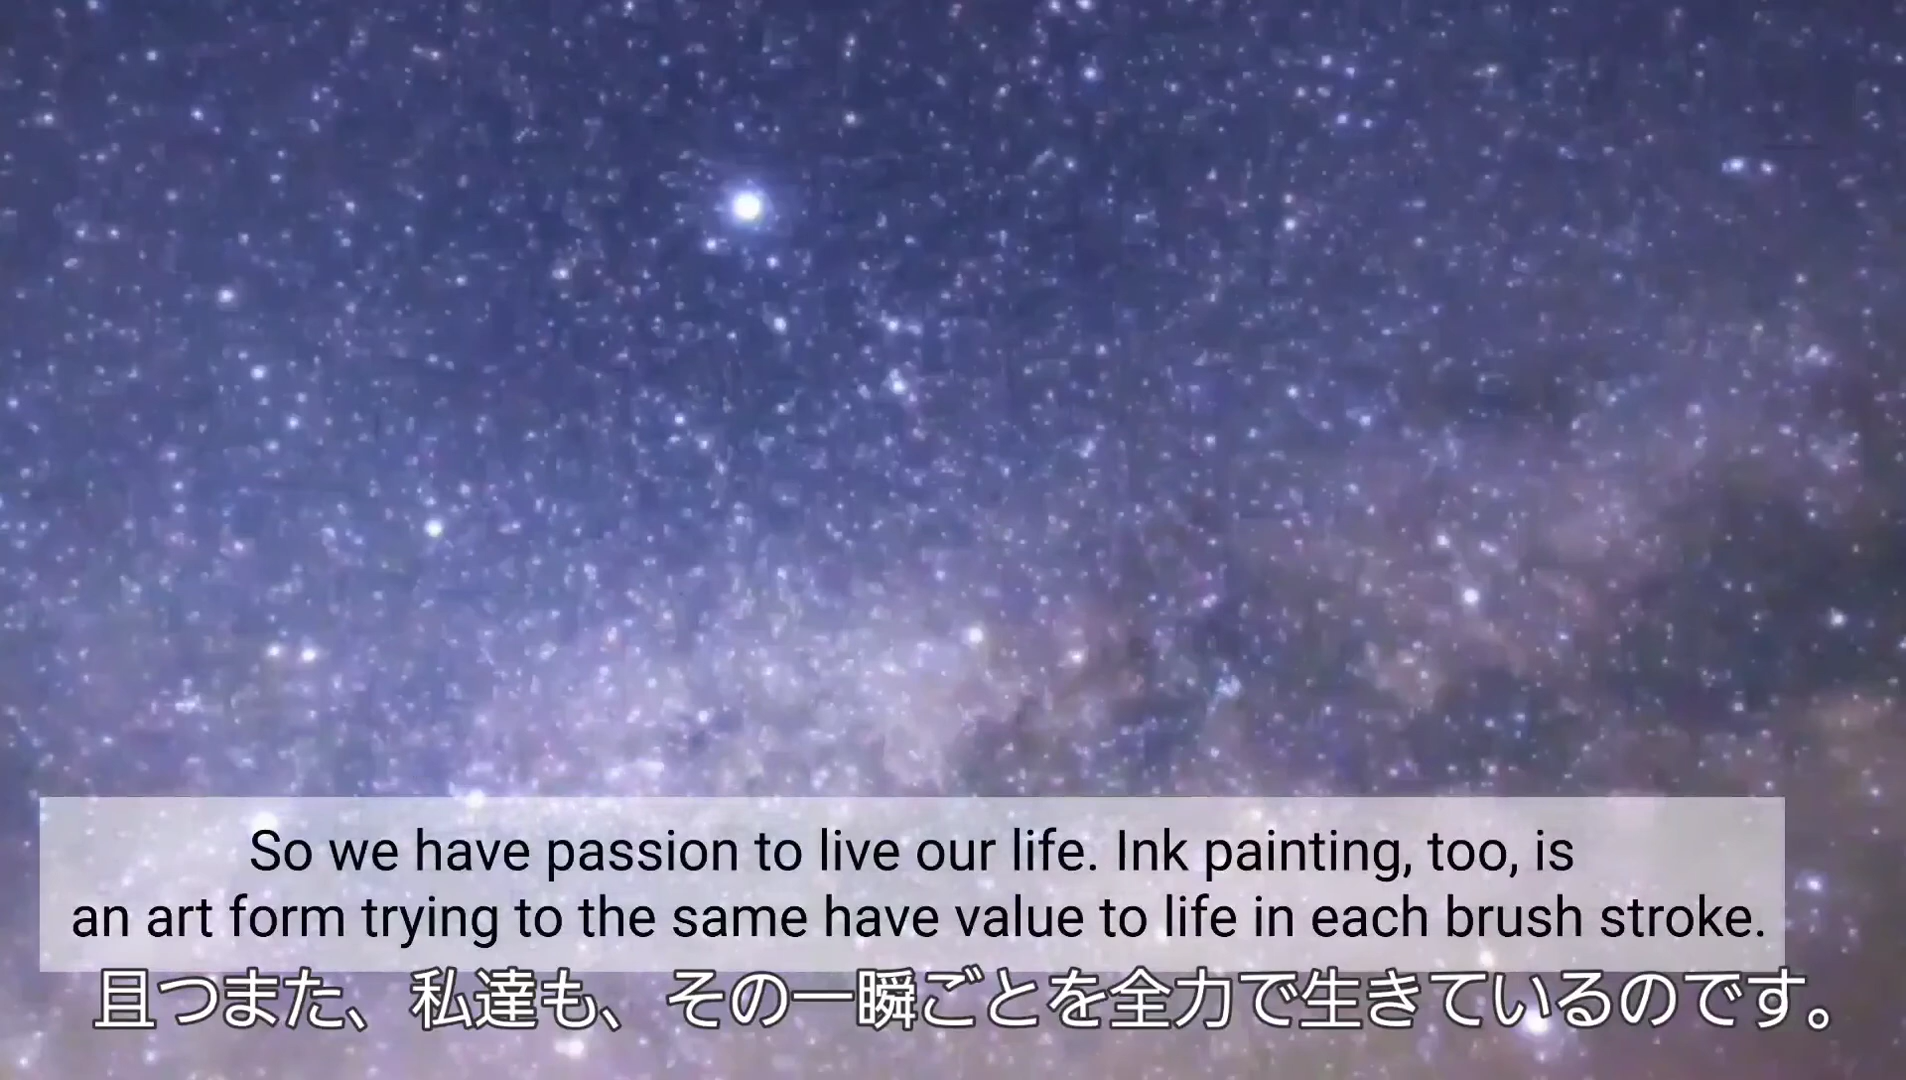 So we have passion to live our life. Ink painting, too, is
an art form trying to the same have value to life in each brush stroke.
且つまた、私達も、その一瞬ごとを全力で生きているのです。